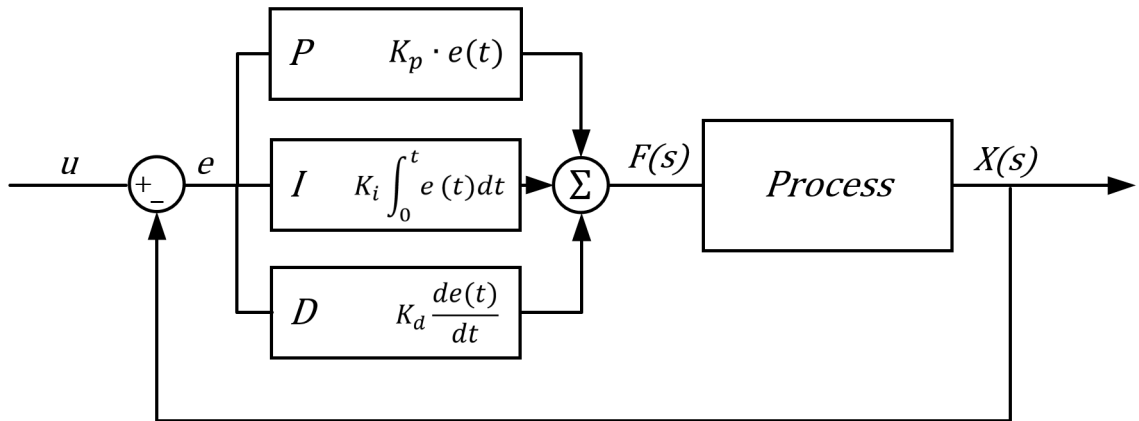 P K_p · e(t)
u + − e I K_i ∫_0^t e (t)dt Σ F(s) Process X(s)
D K_d de(t)/dt